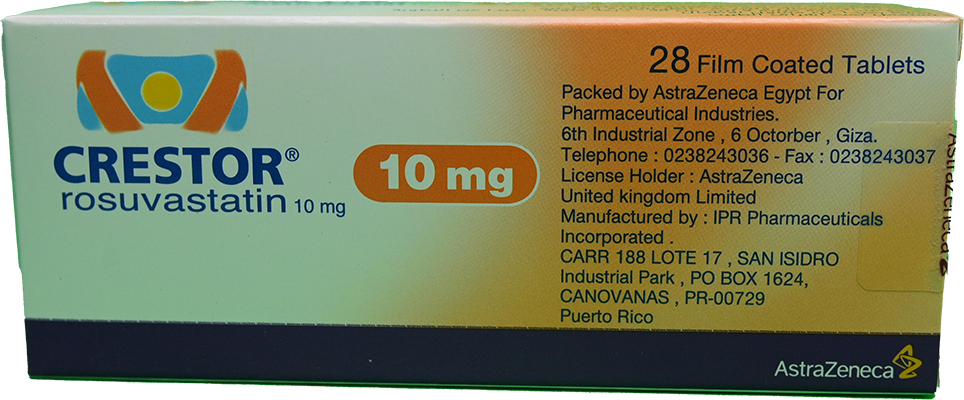 CRESTOR®
rosuvastatin 10 mg
10 mg
28 Film Coated Tablets
Packed by AstraZeneca Egypt For
Pharmaceutical Industries.
6th Industrial Zone , 6 Octorber , Giza.
Telephone : 0238243036 - Fax : 0238243037
License Holder : AstraZeneca
United kingdom Limited
Manufactured by : IPR Pharmaceuticals
Incorporated .
CARR 188 LOTE 17 , SAN ISIDRO
Industrial Park , PO BOX 1624,
CANOVANAS , PR-00729
Puerto Rico
AstraZeneca
AstraZeneca